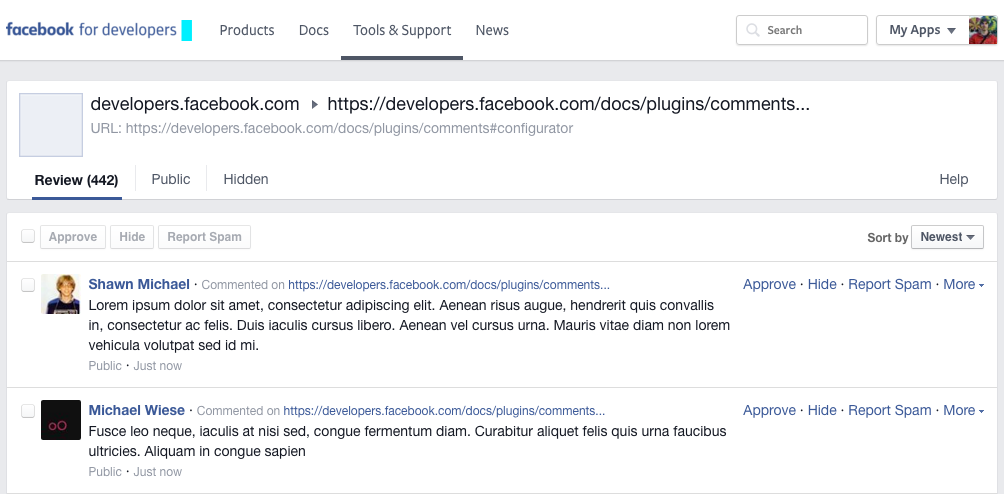 facebook for developers Products Docs Tools & Support News Search My Apps
developers.facebook.com https://developers.facebook.com/docs/plugins/comments...
URL: https://developers.facebook.com/docs/plugins/comments#configurator
Review (442) Public Hidden Help
Approve Hide Report Spam Sort by Newest
Shawn Michael · Commented on https://developers.facebook.com/docs/plugins/comments... Approve · Hide · Report Spam · More
Lorem ipsum dolor sit amet, consectetur adipiscing elit. Aenean risus augue, hendrerit quis convallis
in, consectetur ac felis. Duis iaculis cursus libero. Aenean vel cursus urna. Mauris vitae diam non lorem
vehicula volutpat sed id mi.
Public · Just now
oO
Michael Wiese · Commented on https://developers.facebook.com/docs/plugins/comments... Approve · Hide · Report Spam · More
Fusce leo neque, iaculis at nisi sed, congue fermentum diam. Curabitur aliquet felis quis urna faucibus
ultricies. Aliquam in congue sapien
Public · Just now